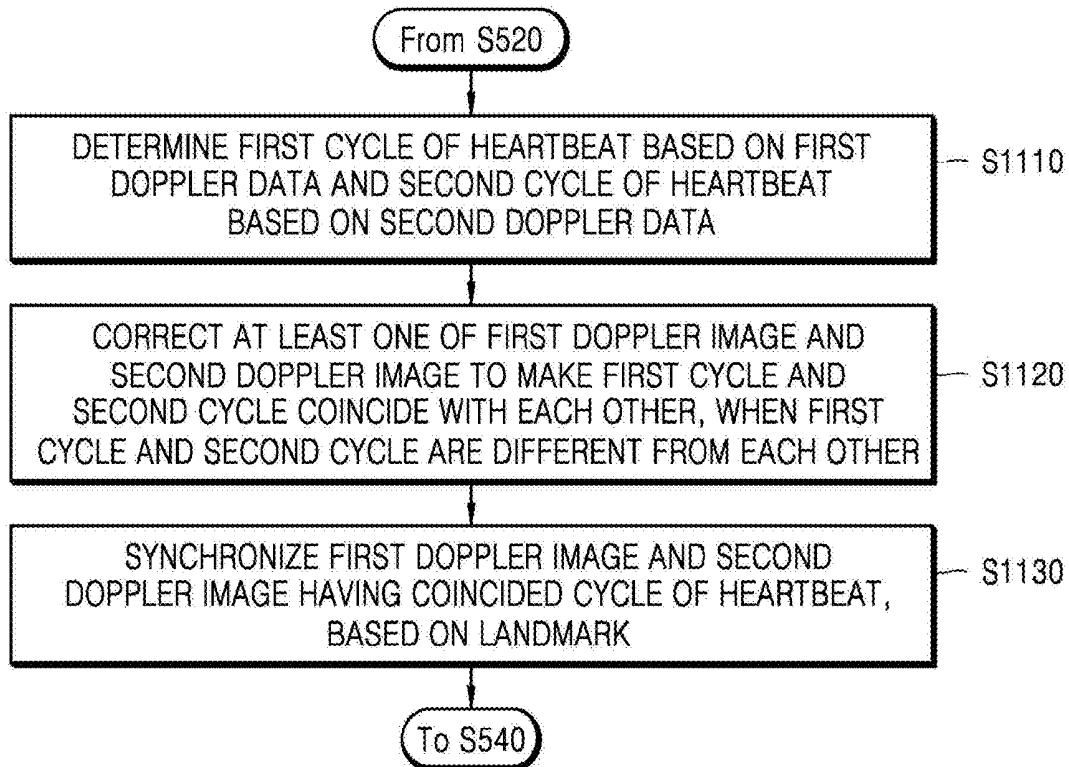 From S520
DETERMINE FIRST CYCLE OF HEARTBEAT BASED ON FIRST
DOPPLER DATA AND SECOND CYCLE OF HEARTBEAT
BASED ON SECOND DOPPLER DATA
S1110
CORRECT AT LEAST ONE OF FIRST DOPPLER IMAGE AND
SECOND DOPPLER IMAGE TO MAKE FIRST CYCLE AND
SECOND CYCLE COINCIDE WITH EACH OTHER, WHEN FIRST
CYCLE AND SECOND CYCLE ARE DIFFERENT FROM EACH OTHER
S1120
SYNCHRONIZE FIRST DOPPLER IMAGE AND SECOND
DOPPLER IMAGE HAVING COINCIDED CYCLE OF HEARTBEAT,
BASED ON LANDMARK
S1130
To S540